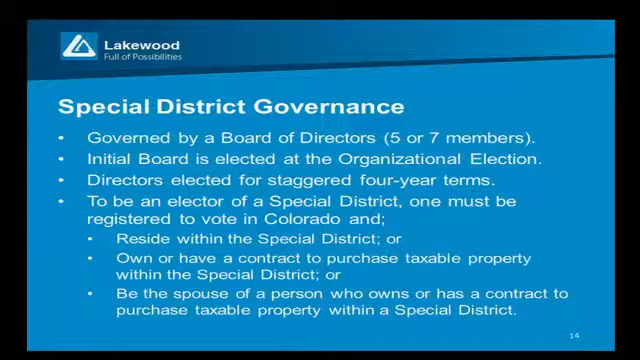 Lakewood
Full of Possibilities
Special District Governance
• Governed by a Board of Directors (5 or 7 members).
• Initial Board is elected at the Organizational Election.
• Directors elected for staggered four-year terms.
• To be an elector of a Special District, one must be
registered to vote in Colorado and;
• Reside within the Special District; or
• Own or have a contract to purchase taxable property
within the Special District; or
• Be the spouse of a person who owns or has a contract to
purchase taxable property within a Special District.
14